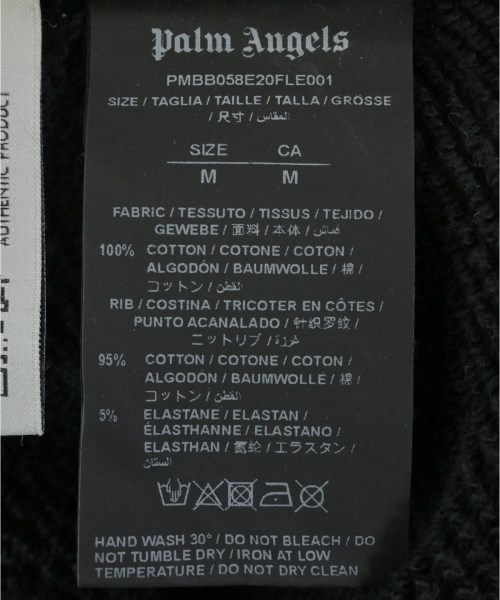 Palm Angels
PMBB058E20FLE001
SIZE / TAGLIA / TAILLE / TALLA / GRÖSSE
/ 尺寸 / المقاس /
SIZE CA
M M
FABRIC / TESSUTO / TISSUS / TEJIDO /
GEWEBE / 面料 / 本体 / قماش
100% COTTON / COTONE / COTON /
ALGODÓN / BAUMWOLLE / 棉 /
コットン / القطن /
RIB / COSTINA / TRICOTER EN CÔTES /
PUNTO ACANALADO / 针织罗纹 /
ニットリブ /
95% COTTON / COTONE / COTON /
ALGODÓN / BAUMWOLLE / 棉 /
コットン / القطن /
5% ELASTANE / ELASTAN /
ÉLASTHANNE / ELASTANO /
ELASTHAN / 氨纶 / エラスタン /
HAND WASH 30° / DO NOT BLEACH / DO
NOT TUMBLE DRY / IRON AT LOW
TEMPERATURE / DO NOT DRY CLEAN
AUTHENTIC PRODUCT